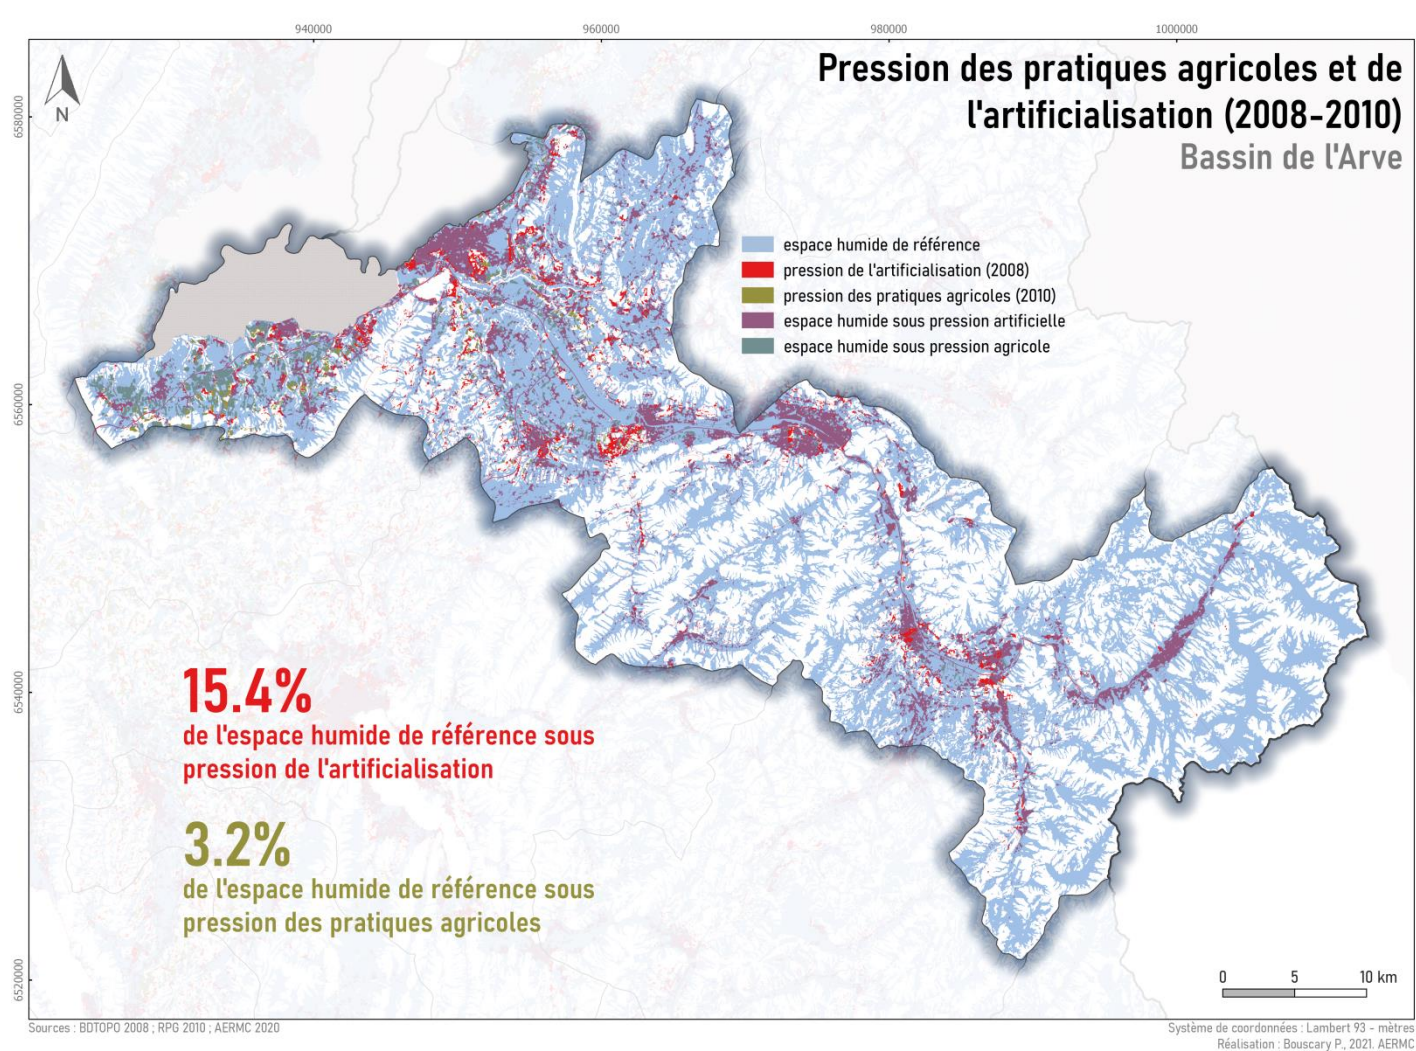 940000
960000
980000
1000000
Pression des pratiques agricoles et de
l'artificialisation (2008-2010)
Bassin de l'Arve
N
6580000
6560000
6540000
6520000
espace humide de référence
pression de l'artificialisation (2008)
pression des pratiques agricoles (2010)
espace humide sous pression artificielle
espace humide sous pression agricole
15.4%
de l'espace humide de référence sous
pression de l'artificialisation
3.2%
de l'espace humide de référence sous
pression des pratiques agricoles
0 5 10 km
Sources : BDTOPO 2008 ; RPG 2010 ; AERMC 2020
Système de coordonnées : Lambert 93 - mètres
Réalisation : Bouscary P., 2021. AERMC